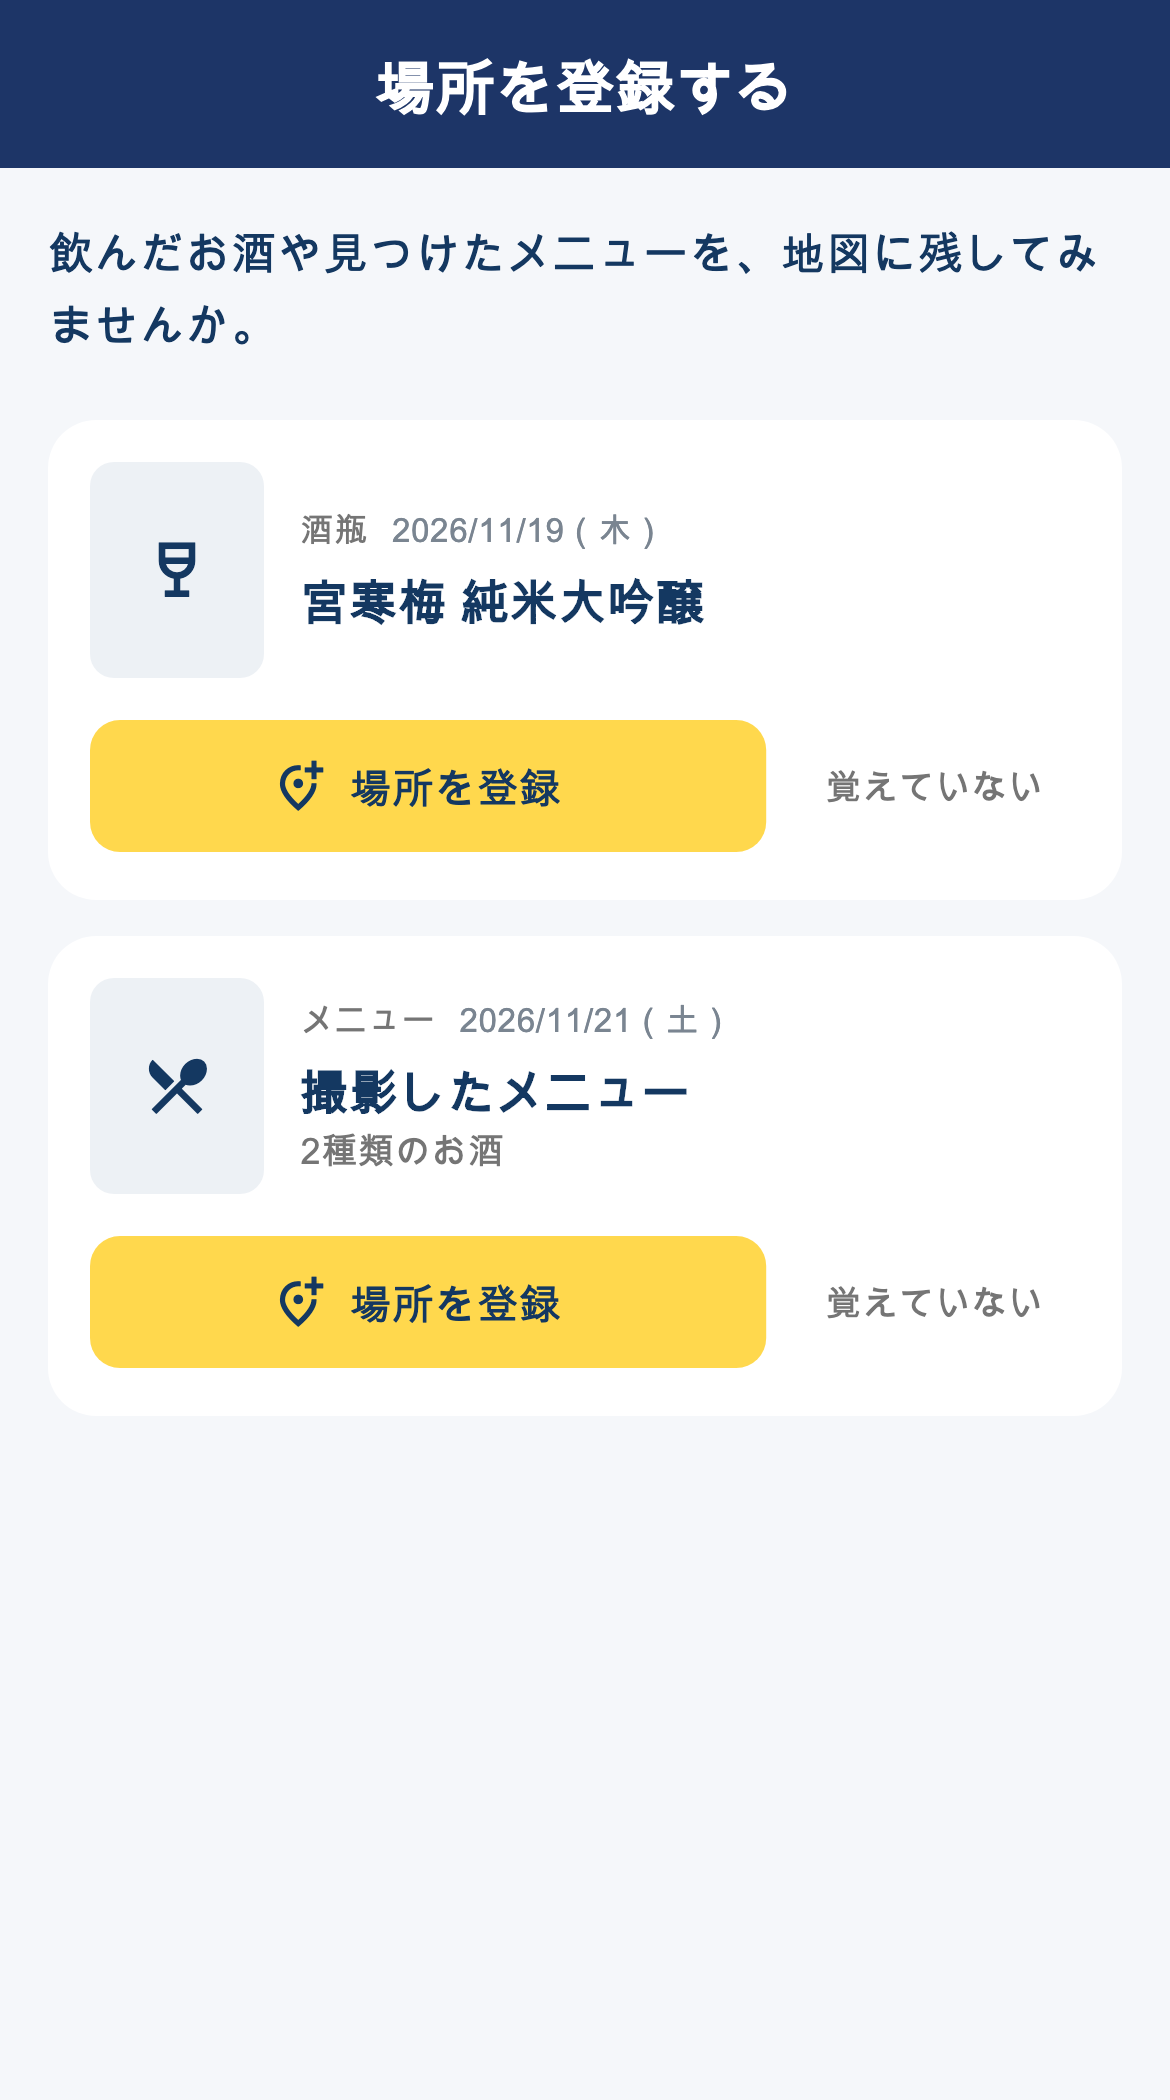 場所を登録する
飲んだお酒や見つけたメニューを、地図に残してみ
ませんか。
酒瓶 2026/11/19 ( 木 )
宮寒梅 純米大吟醸
場所を登録 覚えていない
メニュー 2026/11/21 ( 土 )
撮影したメニュー
2種類のお酒
場所を登録 覚えていない